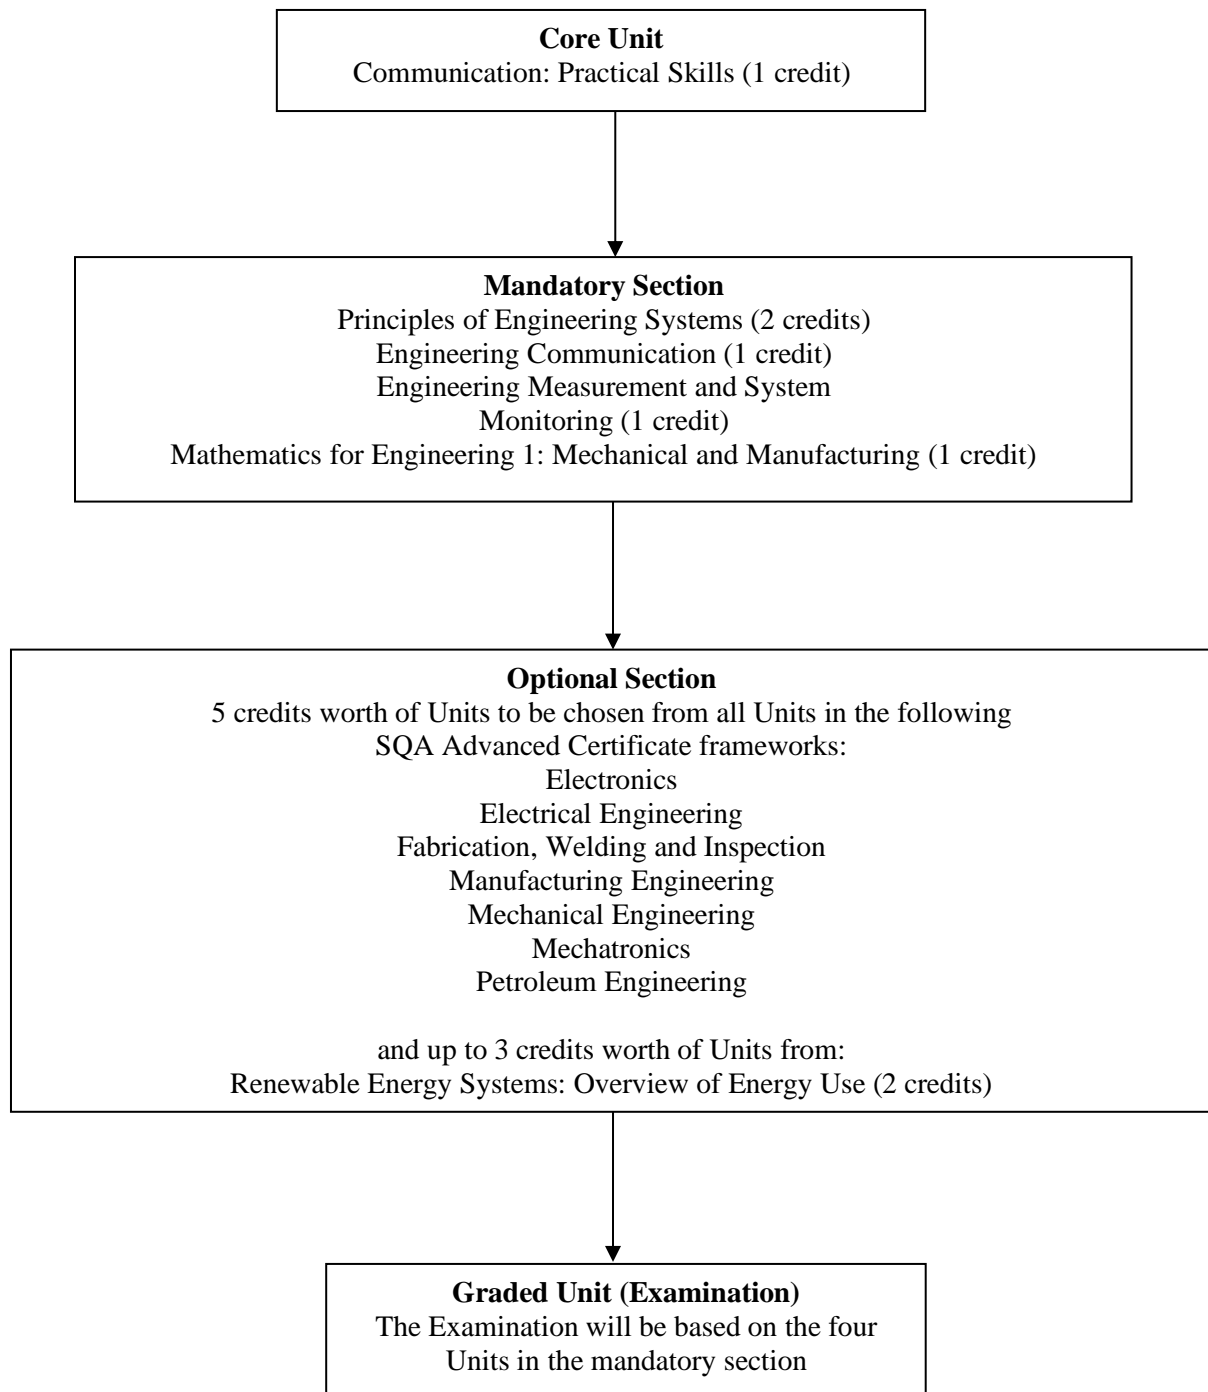 Core Unit
Communication: Practical Skills (1 credit)
Mandatory Section
Principles of Engineering Systems (2 credits)
Engineering Communication (1 credit)
Engineering Measurement and System
Monitoring (1 credit)
Mathematics for Engineering 1: Mechanical and Manufacturing (1 credit)
Optional Section
5 credits worth of Units to be chosen from all Units in the following
SQA Advanced Certificate frameworks:
Electronics
Electrical Engineering
Fabrication, Welding and Inspection
Manufacturing Engineering
Mechanical Engineering
Mechatronics
Petroleum Engineering
and up to 3 credits worth of Units from:
Renewable Energy Systems: Overview of Energy Use (2 credits)
Graded Unit (Examination)
The Examination will be based on the four
Units in the mandatory section